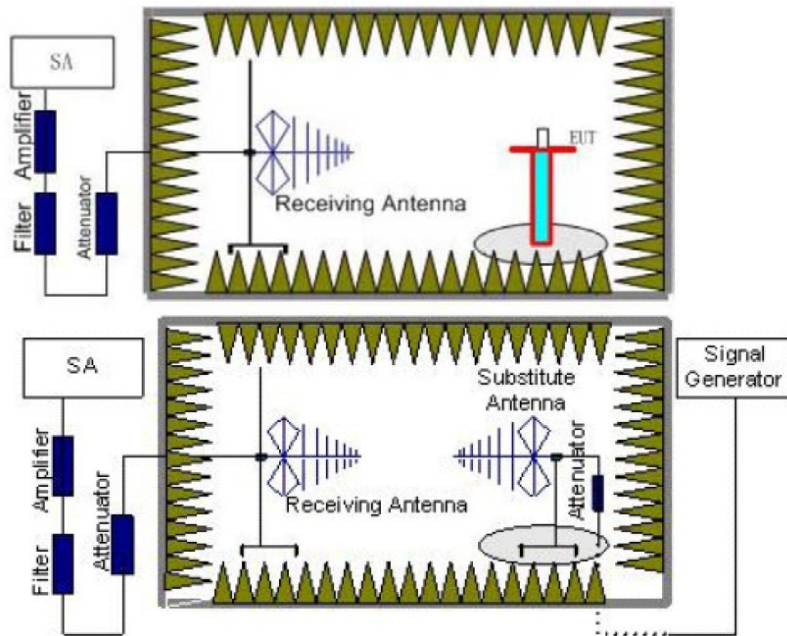 SA
Amplifier
Filter
Attenuator
Receiving Antenna
EUT
SA
Amplifier
Filter
Attenuator
Receiving Antenna
Substitute
Antenna
Attenuator
Signal
Generator